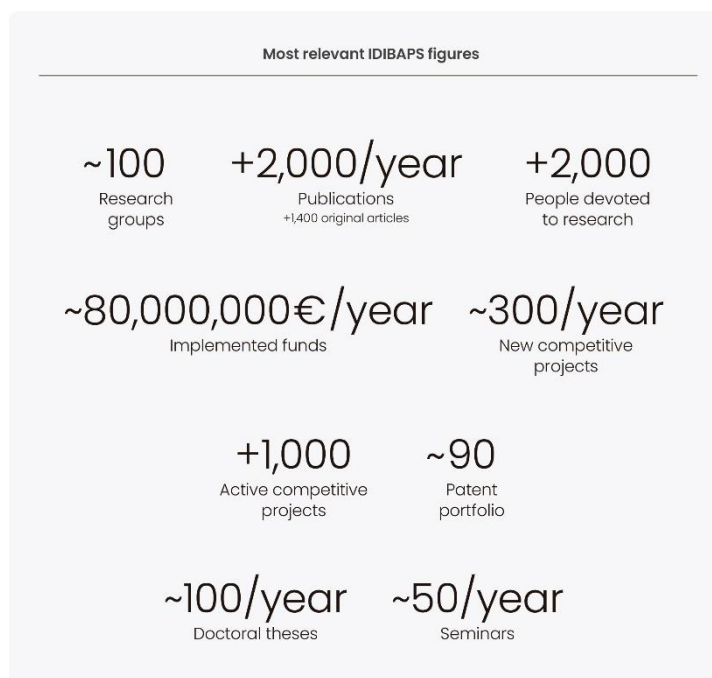 Most relevant IDIBAPS figures
~100
Research
groups
+2,000/year
Publications
+1,400 original articles
+2,000
People devoted
to research
~80,000,000€/year
Implemented funds
~300/year
New competitive
projects
+1,000
Active competitive
projects
~90
Patent
portfolio
~100/year
Doctoral theses
~50/year
Seminars